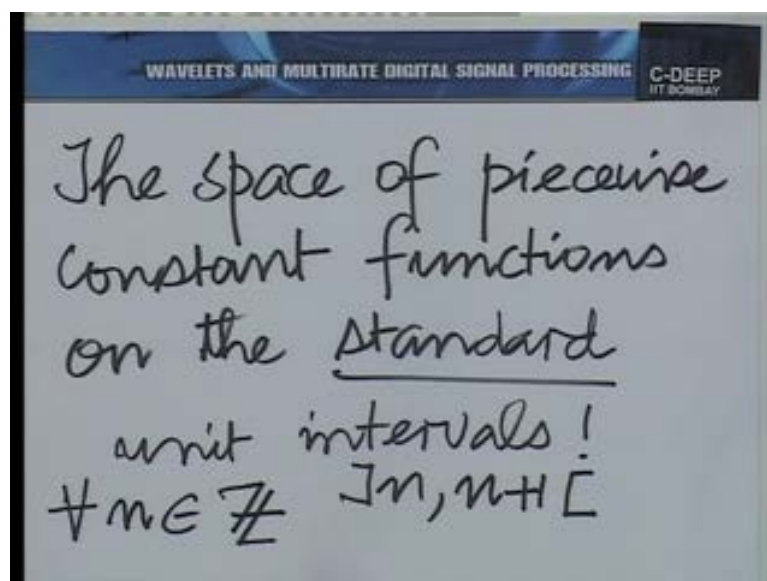 WAVELETS AND MULTIRATE DIGITAL SIGNAL PROCESSING
C-DEEP
IIT BOMBAY
The space of piecewise
constant functions
on the standard
unit intervals!
∀n∈ℤ ]n, n+1[